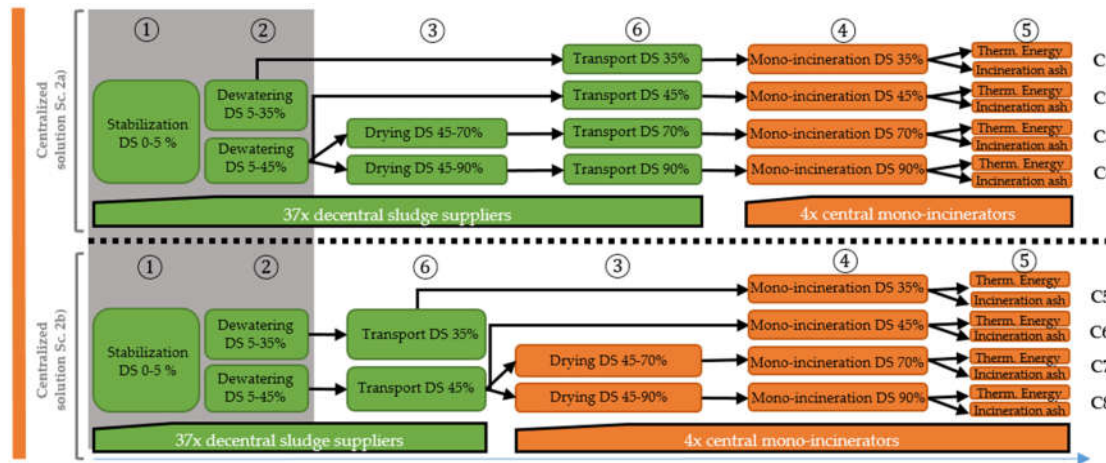 Centralized
solution Sc. 2a)
① ② ③ ⑥ ④ ⑤
Stabilization
DS 0-5 %
Dewatering
DS 5-35%
Dewatering
DS 5-45%
Drying DS 45-70%
Drying DS 45-90%
Transport DS 35%
Transport DS 45%
Transport DS 70%
Transport DS 90%
Mono-incineration DS 35%
Mono-incineration DS 45%
Mono-incineration DS 70%
Mono-incineration DS 90%
Therm. Energy
Incineration ash
C
Therm. Energy
Incineration ash
C
Therm. Energy
Incineration ash
C
Therm. Energy
Incineration ash
C
37x decentral sludge suppliers
4x central mono-incinerators
Centralized
solution Sc. 2b)
① ② ⑥ ③ ④ ⑤
Stabilization
DS 0-5 %
Dewatering
DS 5-35%
Dewatering
DS 5-45%
Transport DS 35%
Transport DS 45%
Drying DS 45-70%
Drying DS 45-90%
Mono-incineration DS 35%
Mono-incineration DS 45%
Mono-incineration DS 70%
Mono-incineration DS 90%
Therm. Energy
Incineration ash
C5
Therm. Energy
Incineration ash
C6
Therm. Energy
Incineration ash
C7
Therm. Energy
Incineration ash
C8
37x decentral sludge suppliers
4x central mono-incinerators